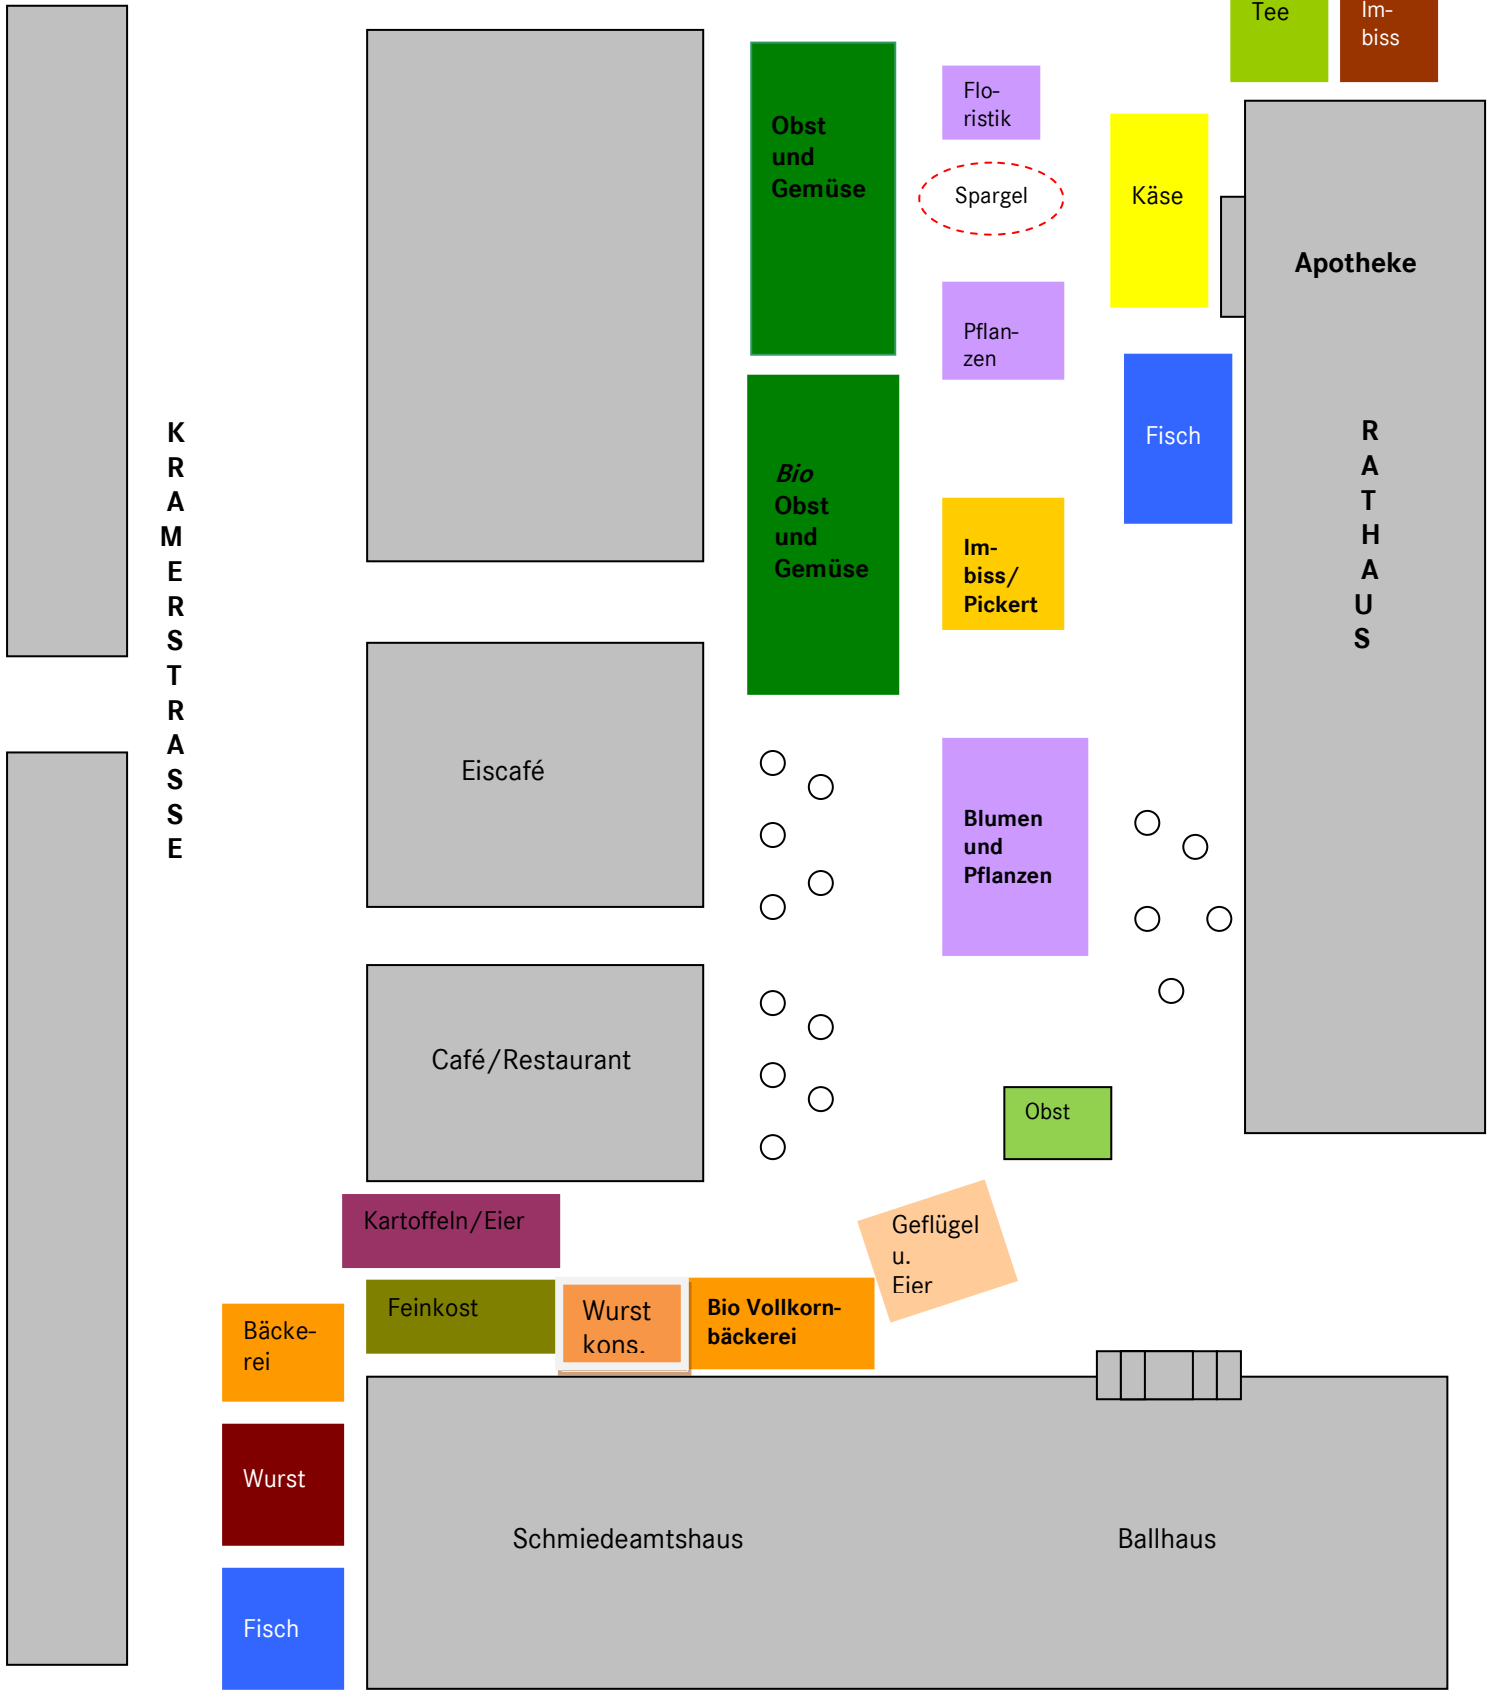 Tee
Im-
biss
Flo-
ristik
Obst
und
Gemüse
Spargel
Käse
Apotheke
Pflan-
zen
K
R
A
M
E
R
S
T
R
A
S
S
E
Fisch
R
A
T
H
A
U
S
Bio
Obst
und
Gemüse
Im-
biss/
Pickert
Eiscafé
Blumen
und
Pflanzen
Café/Restaurant
Obst
Kartoffeln/Eier
Geflügel
u.
Eier
Feinkost
Wurst
kons.
Bio Vollkorn-
bäckerei
Bäcke-
rei
Wurst
Schmiedeamtshaus
Ballhaus
Fisch